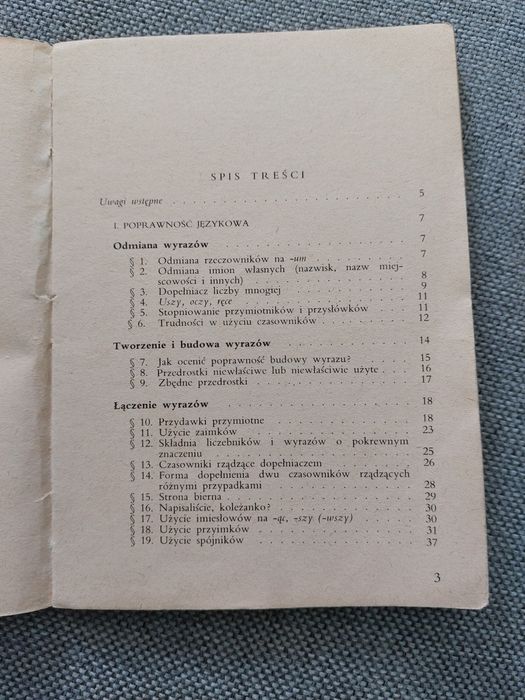 SPIS TREŚCI
Uwagi wstępne . . . . . . . . . . . . . . . . . . . . 5
I. POPRAWNOŚĆ JĘZYKOWA 7
Odmiana wyrazów . . . . . . . . . . . . . . . . . 7
§ 1. Odmiana rzeczowników na -um . . . . . . . . 7
§ 2. Odmiana imion własnych (nazwisk, nazw miej-
scowości i innych) . . . . . . . . . . . . . . 8
§ 3. Dopełniacz liczby mnogiej . . . . . . . . . . 9
§ 4. Uszy, oczy, ręce . . . . . . . . . . . . . . 11
§ 5. Stopniowanie przymiotników i przysłówków . . 11
§ 6. Trudności w użyciu czasowników . . . . . . . 12
Tworzenie i budowa wyrazów . . . . . . . . . . . 14
§ 7. Jak ocenić poprawność budowy wyrazu? . . . . 15
§ 8. Przedrostki niewłaściwe lub niewłaściwie użyte . 16
§ 9. Zbędne przedrostki . . . . . . . . . . . . . 17
Łączenie wyrazów . . . . . . . . . . . . . . . . 18
§ 10. Przydawki przymiotne . . . . . . . . . . . . 18
§ 11. Użycie zaimków . . . . . . . . . . . . . . . 23
§ 12. Składnia liczebników i wyrazów o pokrewnym
znaczeniu . . . . . . . . . . . . . . . . . . 25
§ 13. Czasowniki rządzące dopełniaczem . . . . . . 26
§ 14. Forma dopełnienia dwu czasowników rządzących
różnymi przypadkami . . . . . . . . . . . . . 28
§ 15. Strona bierna . . . . . . . . . . . . . . . . 29
§ 16. Napisaliście, koleżanko? . . . . . . . . . . . 30
§ 17. Użycie imiesłowów na -ąc, -szy (-wszy) . . . . 30
§ 18. Użycie przyimków . . . . . . . . . . . . . . 31
§ 19. Użycie spójników . . . . . . . . . . . . . . 37
3